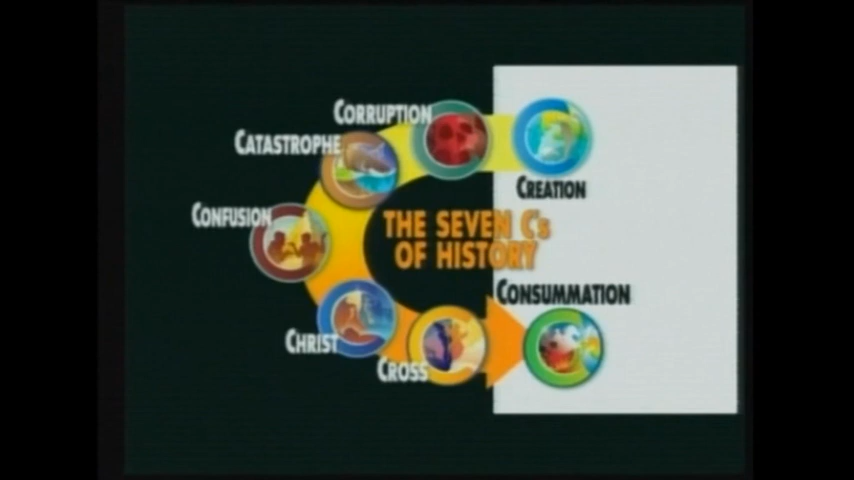 CORRUPTION
CATASTROPHE
CREATION
CONFUSION
THE SEVEN C's
OF HISTORY
CONSUMMATION
CHRIST
CROSS